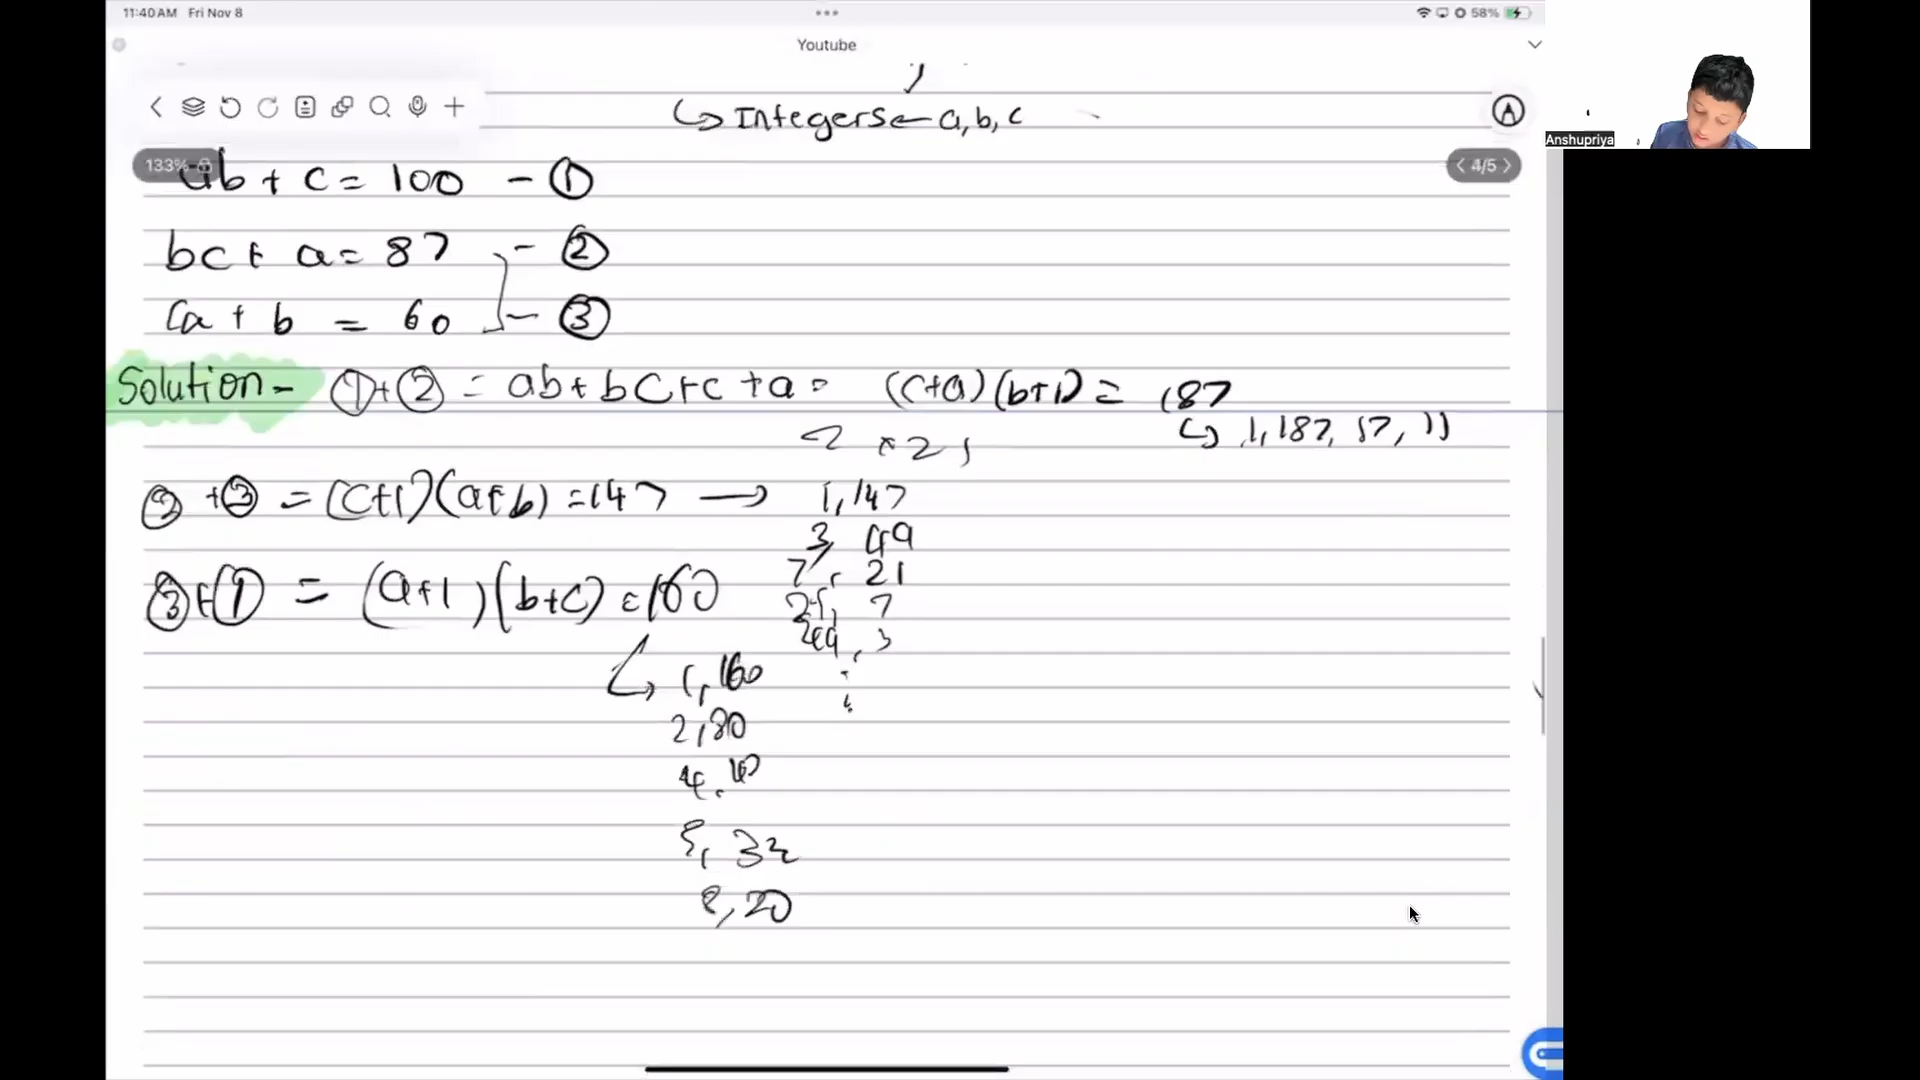 11:40 AM Fri Nov 8
58%
Youtube
→ Integers ← a, b, c
Anshupriya
133%
4/5
ab + c = 100 - ①
bc + a = 87 - ②
ca + b = 60 - ③
Solution - ①+② = ab + bc + c + a = (c+a)(b+1) = 187
↪ 1, 187, 17, 11
② + ③ = (c+1)(a+b) = 147 → 1, 147
3, 49
7, 21
21, 7
49, 3
③+① = (a+1)(b+c) = 160
↪ 1, 160
2, 80
4, 40
5, 32
8, 20